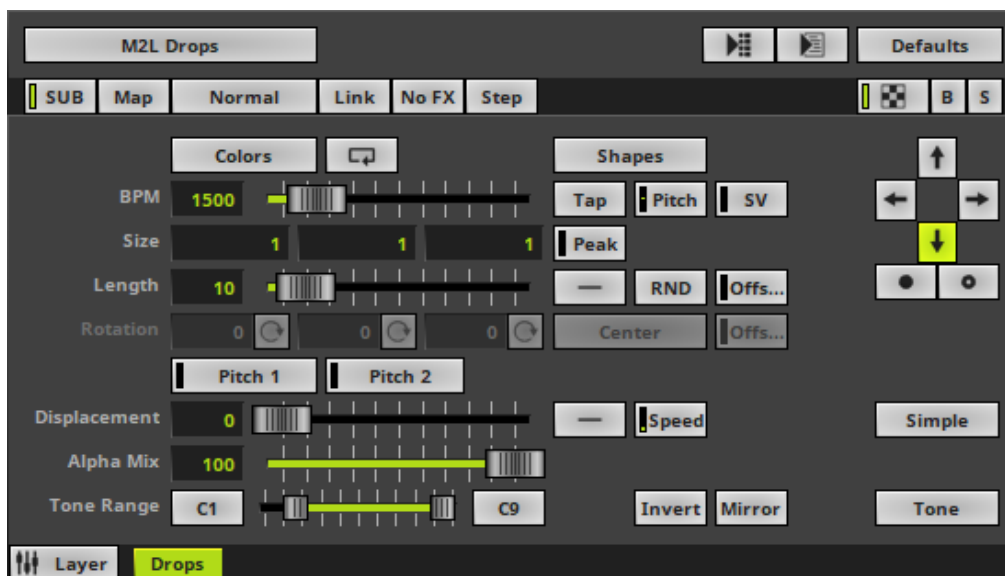 M2L Drops Defaults
SUB Map Normal Link No FX Step B S
Colors Shapes
BPM 1500 Tap Pitch SV
Size 1 1 1 Peak
Length 10 RND Offs...
Rotation 0 0 0 Center Offs...
Pitch 1 Pitch 2
Displacement 0 Speed Simple
Alpha Mix 100
Tone Range C1 C9 Invert Mirror Tone
Layer Drops